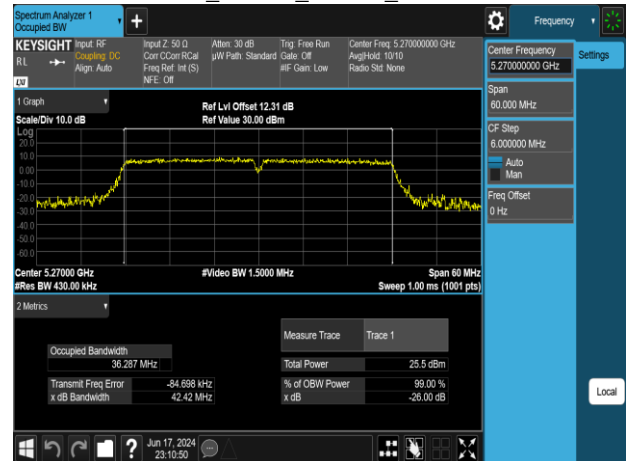 Spectrum Analyzer 1
Occupied BW
Frequency
KEYSIGHT
R L
LXI
Input: RF
Coupling: DC
Align: Auto
Input Z: 50 Ω
Corr CCorr RCal
Freq Ref: Int (S)
NFE: Off
Atten: 30 dB
µW Path: Standard
Trig: Free Run
Gate: Off
#IF Gain: Low
Center Freq: 5.270000000 GHz
Avg|Hold: 10/10
Radio Std: None
Center Frequency
5.270000000 GHz
Settings
Span
60.000 MHz
CF Step
6.000000 MHz
Auto
Man
Freq Offset
0 Hz
1 Graph
Scale/Div 10.0 dB
Ref Lvl Offset 12.31 dB
Ref Value 30.00 dBm
Log
20.0
10.0
0.00
-10.0
-20.0
-30.0
-40.0
-50.0
-60.0
Center 5.27000 GHz
#Res BW 430.00 kHz
#Video BW 1.5000 MHz
Span 60 MHz
Sweep 1.00 ms (1001 pts)
2 Metrics
Measure Trace
Trace 1
Occupied Bandwidth
36.287 MHz
Total Power
25.5 dBm
Transmit Freq Error
-84.698 kHz
% of OBW Power
99.00 %
x dB Bandwidth
42.42 MHz
x dB
-26.00 dB
Local
Jun 17, 2024
23:10:50